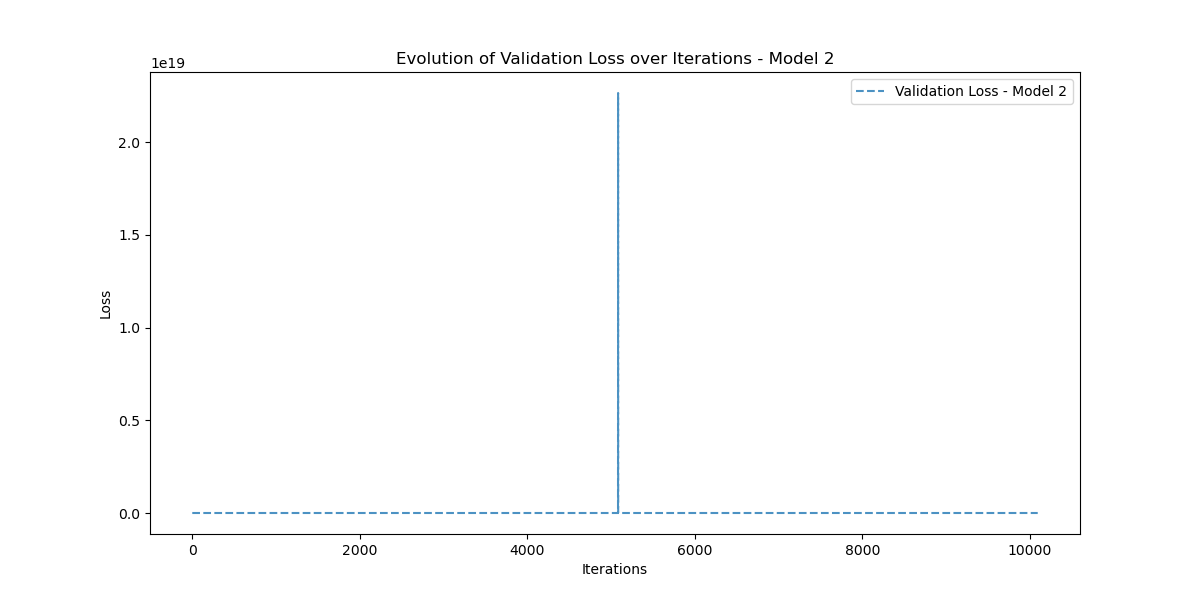 Evolution of Validation Loss over Iterations - Model 2
1e19
Validation Loss - Model 2
2.0
1.5
1.0
0.5
0.0
Loss
0 2000 4000 6000 8000 10000
Iterations